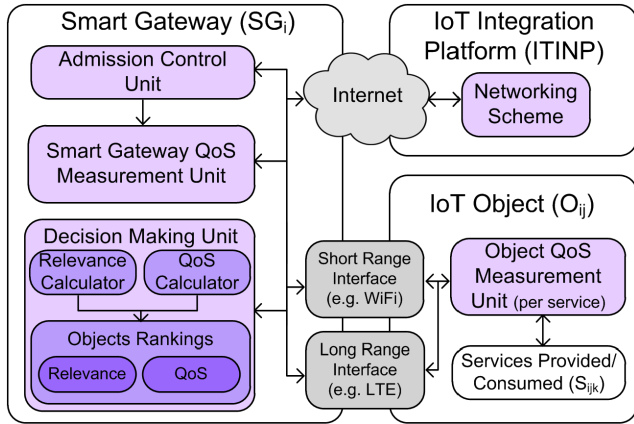 Smart Gateway (SGi)
Admission Control
Unit
Smart Gateway QoS
Measurement Unit
Decision Making Unit
Relevance
Calculator
QoS
Calculator
Objects Rankings
Relevance
QoS
Internet
Short Range
Interface
(e.g. WiFi)
Long Range
Interface
(e.g. LTE)
IoT Integration
Platform (ITINP)
Networking
Scheme
IoT Object (Oij)
Object QoS
Measurement
Unit (per service)
Services Provided/
Consumed (Sijk)